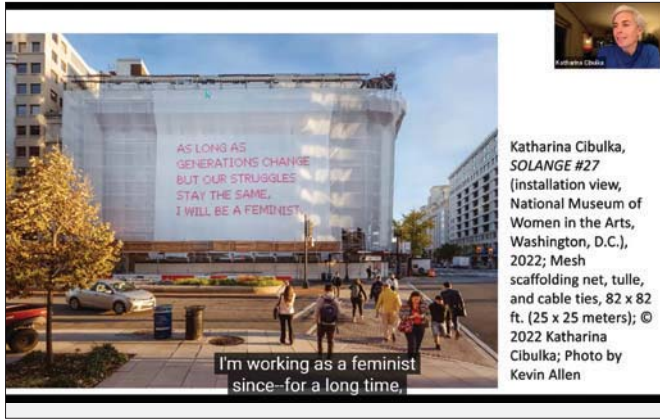 Katharina Cibulka
AS LONG AS
GENERATIONS CHANGE
BUT OUR STRUGGLES
STAY THE SAME,
I WILL BE A FEMINIST.
Katharina Cibulka,
SOLANGE #27
(installation view,
National Museum of
Women in the Arts,
Washington, D.C.),
2022; Mesh
scaffolding net, tulle,
and cable ties, 82 x 82
ft. (25 x 25 meters); ©
2022 Katharina
Cibulka; Photo by
Kevin Allen
I'm working as a feminist
since--for a long time,